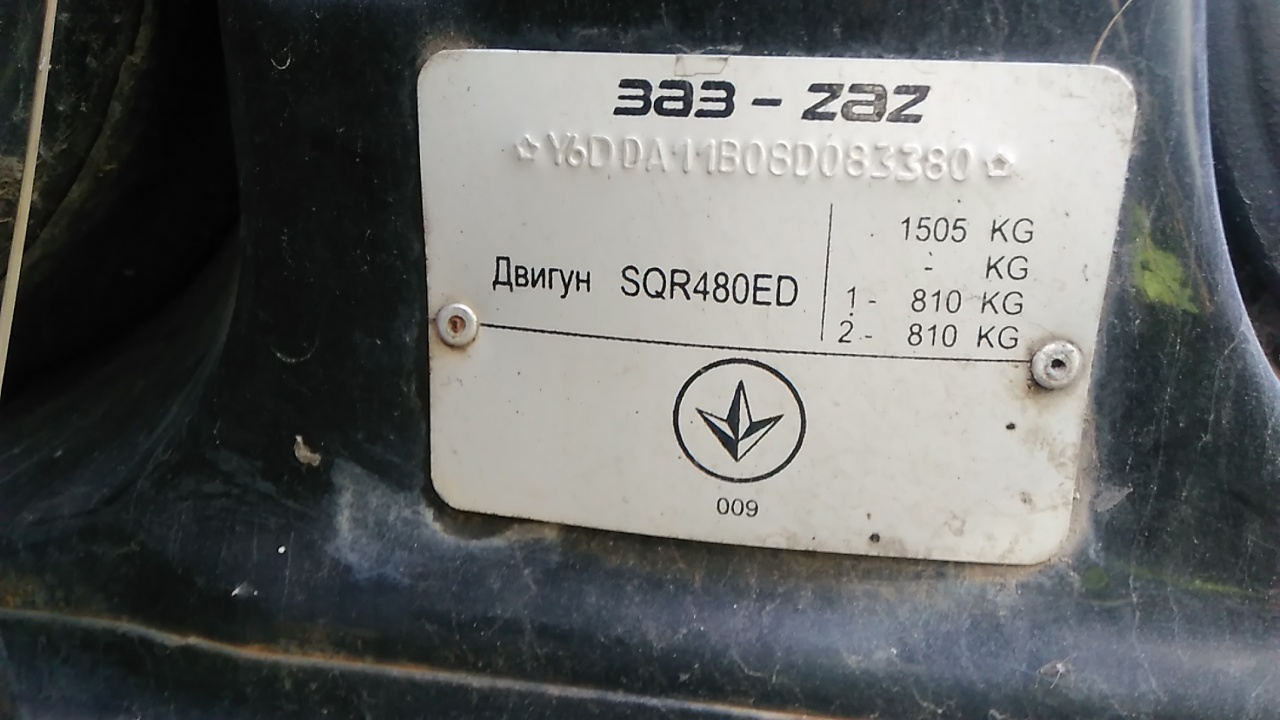 ЗАЗ - ZAZ
☆Y6DDA11B08D083380☆
1505 KG
- KG
Двигун SQR480ED
1 - 810 KG
2 - 810 KG
009